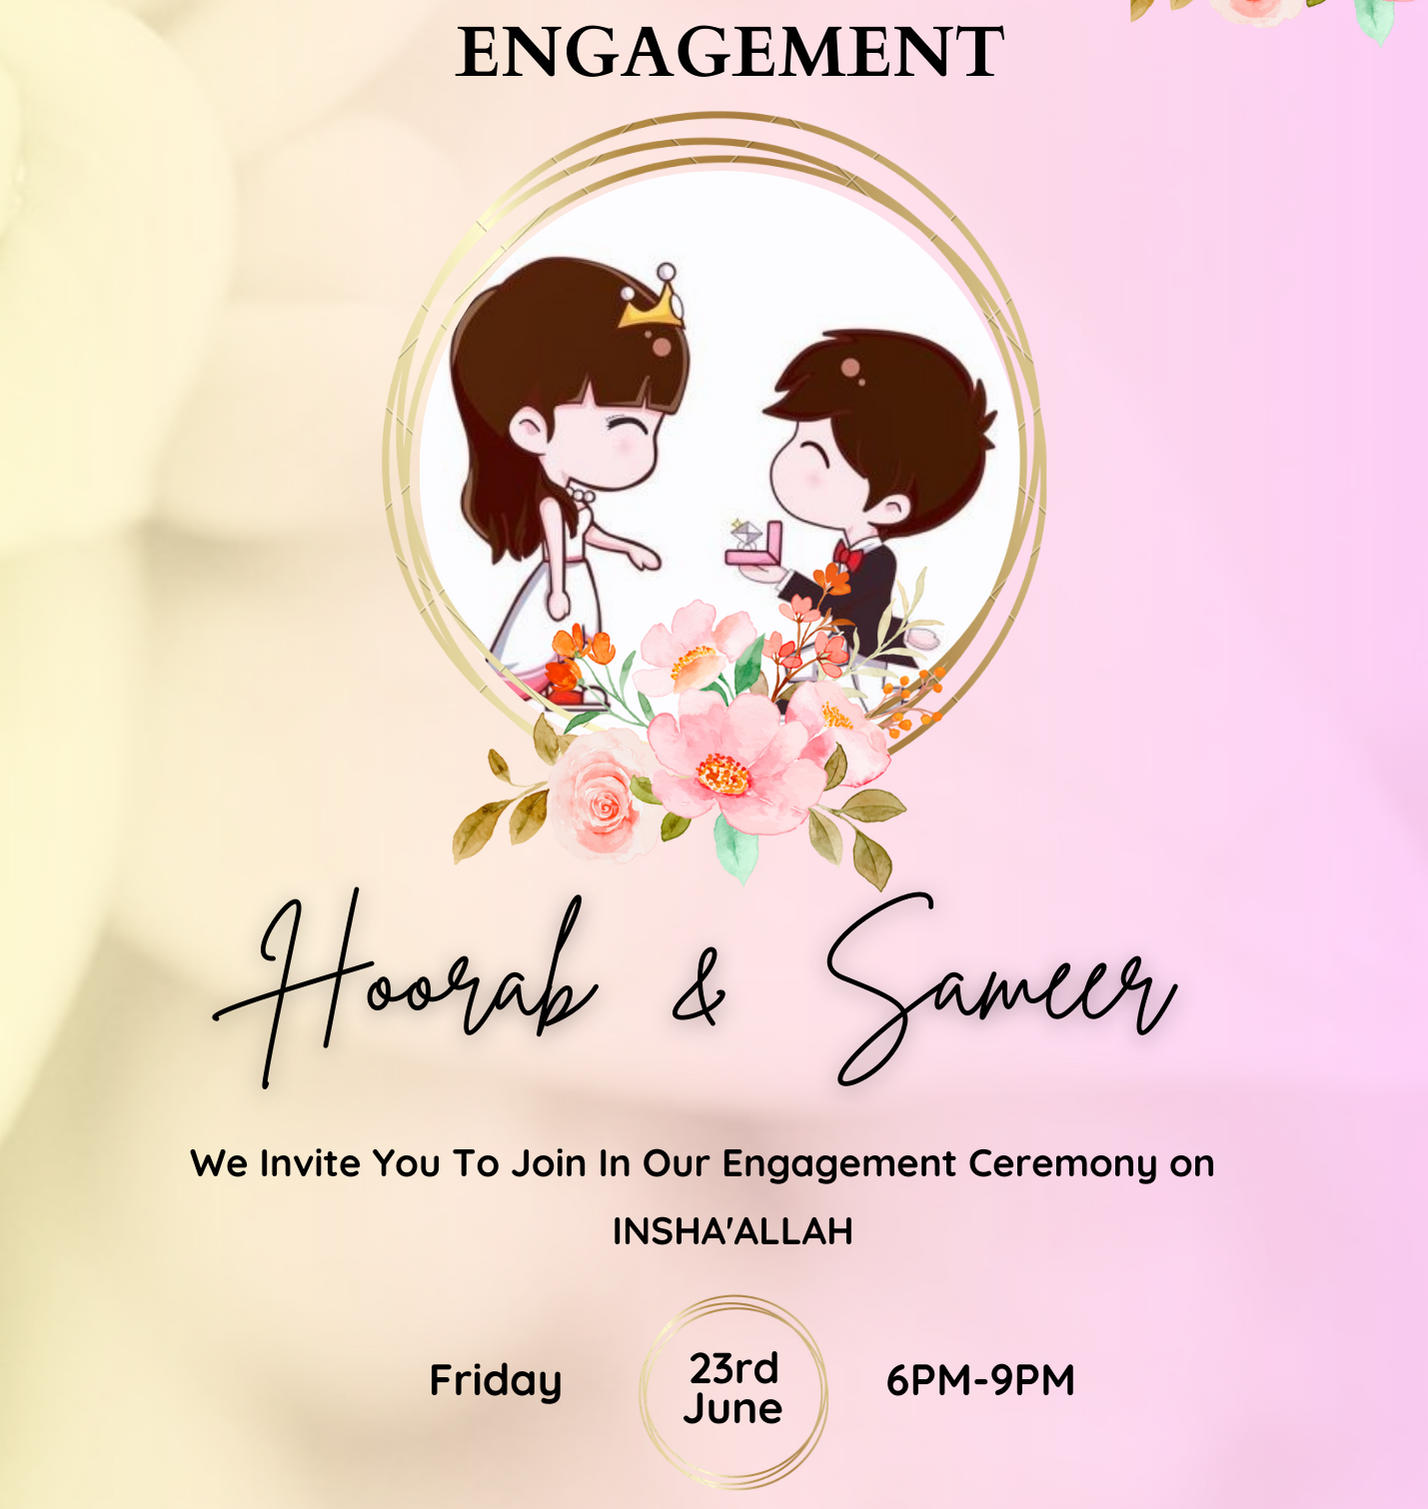 ENGAGEMENT
Hoorab & Sameer
We Invite You To Join In Our Engagement Ceremony on
INSHA'ALLAH
Friday
23rd
June
6PM-9PM